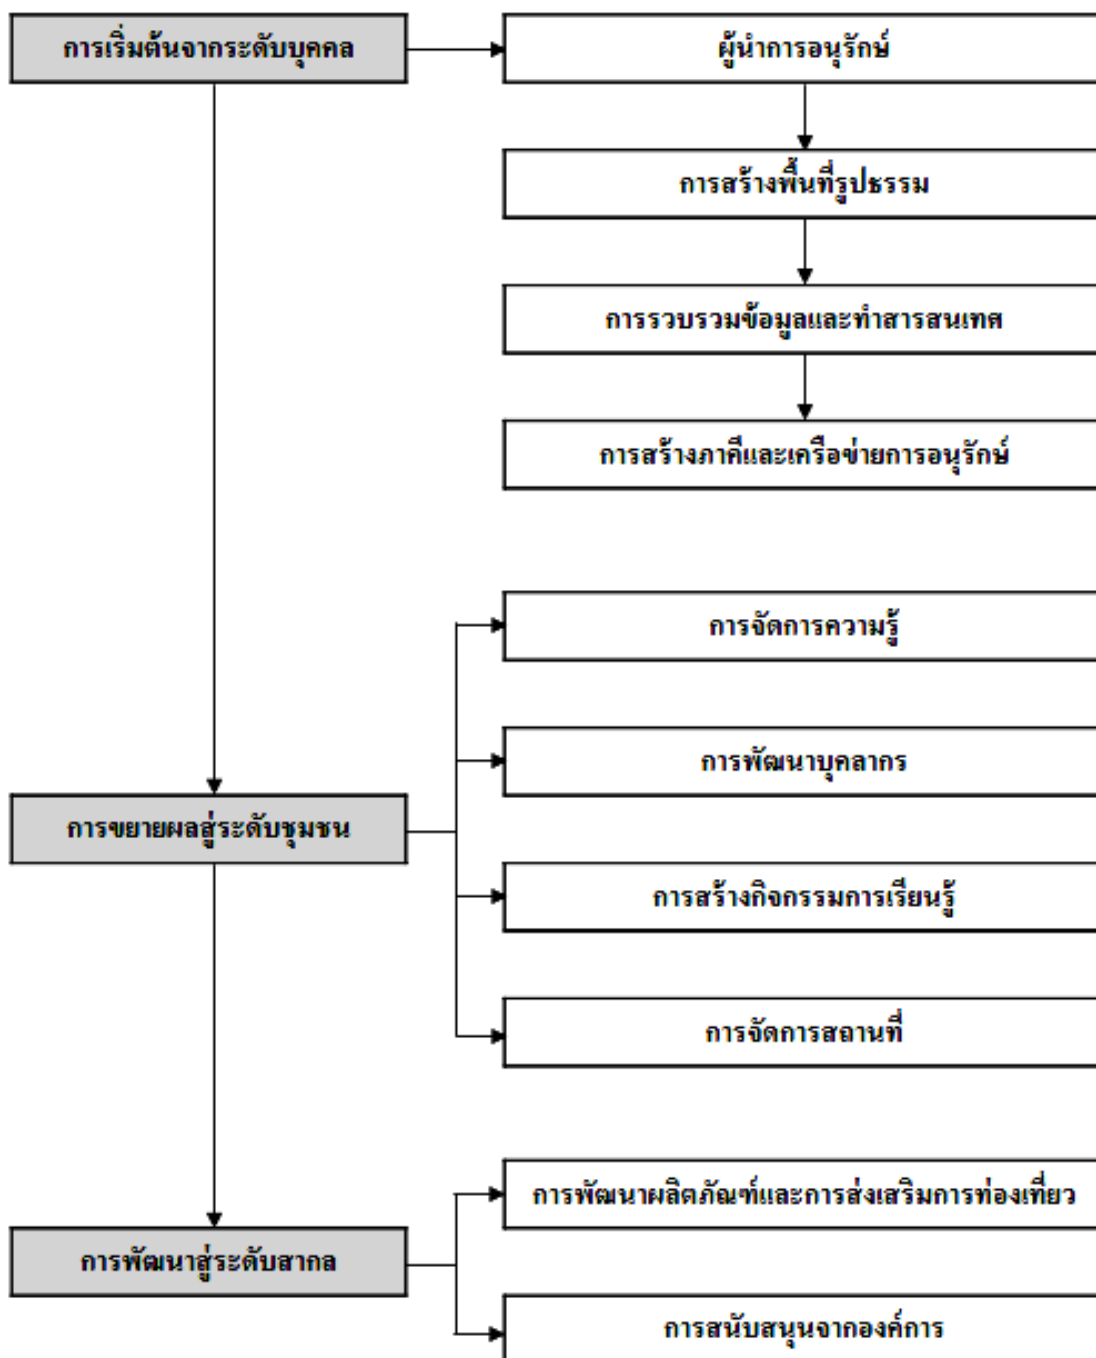 การเริ่มต้นจากระดับบุคคล
ผู้นำการอนุรักษ์
การสร้างพื้นที่รูปธรรม
การรวบรวมข้อมูลและทำสารสนเทศ
การสร้างภาคีและเครือข่ายการอนุรักษ์
การจัดการความรู้
การพัฒนาบุคลากร
การขยายผลสู่ระดับชุมชน
การสร้างกิจกรรมการเรียนรู้
การจัดการสถานที่
การพัฒนาผลิตภัณฑ์และการส่งเสริมการท่องเที่ยว
การพัฒนาสู่ระดับสากล
การสนับสนุนจากองค์การ